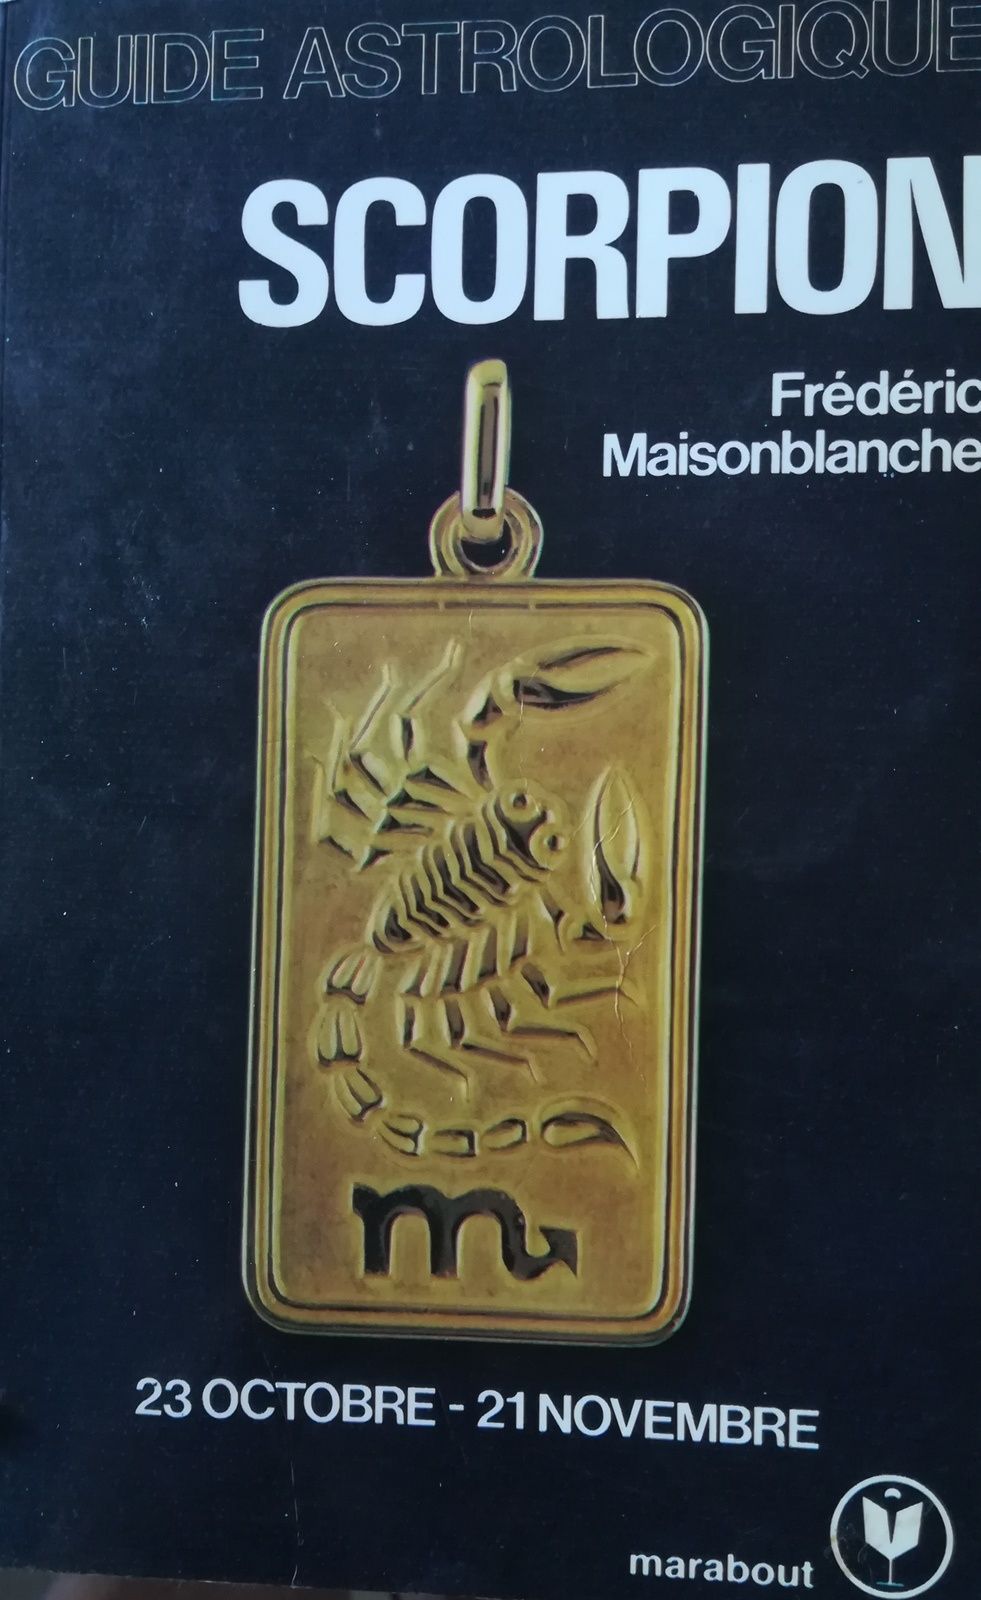 GUIDE ASTROLOGIQUE
SCORPION
Frédéric
Maisonblanche
23 OCTOBRE - 21 NOVEMBRE
marabout